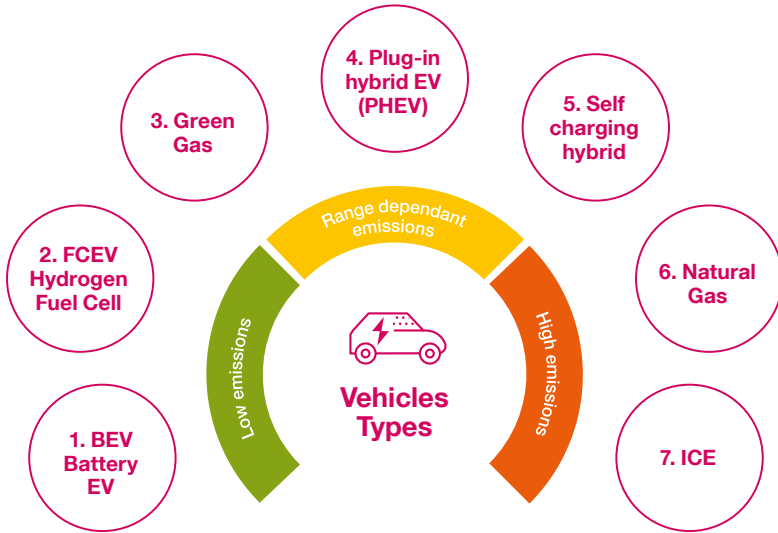 4. Plug-in
hybrid EV
(PHEV)
3. Green
Gas
5. Self
charging
hybrid
2. FCEV
Hydrogen
Fuel Cell
6. Natural
Gas
1. BEV
Battery
EV
7. ICE
Low emissions
Range dependant
emissions
High emissions
Vehicles
Types